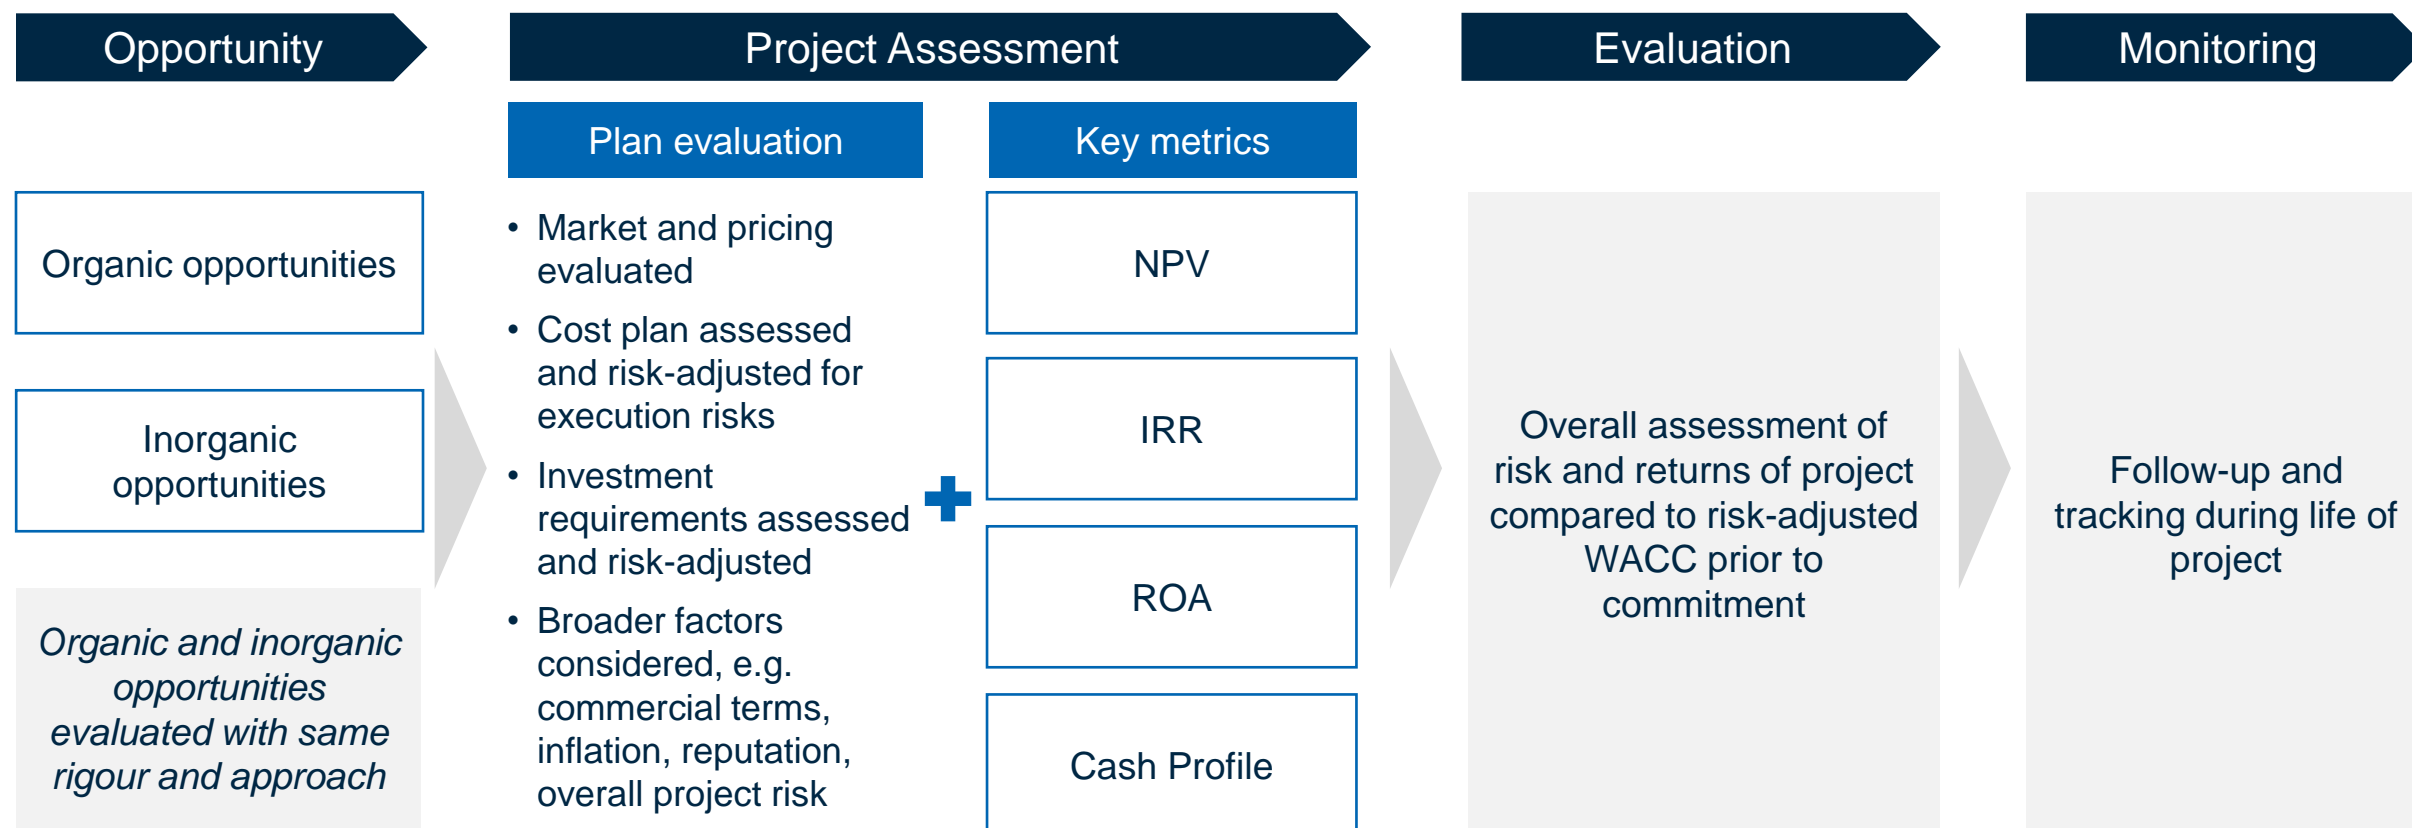 Opportunity
Project Assessment
Evaluation
Monitoring
Plan evaluation
Key metrics
Organic opportunities
Inorganic
opportunities
Organic and inorganic
opportunities
evaluated with same
rigour and approach
• Market and pricing
evaluated
• Cost plan assessed
and risk-adjusted for
execution risks
• Investment
requirements assessed
and risk-adjusted
• Broader factors
considered, e.g.
commercial terms,
inflation, reputation,
overall project risk
NPV
IRR
ROA
Cash Profile
Overall assessment of
risk and returns of project
compared to risk-adjusted
WACC prior to
commitment
Follow-up and
tracking during life of
project